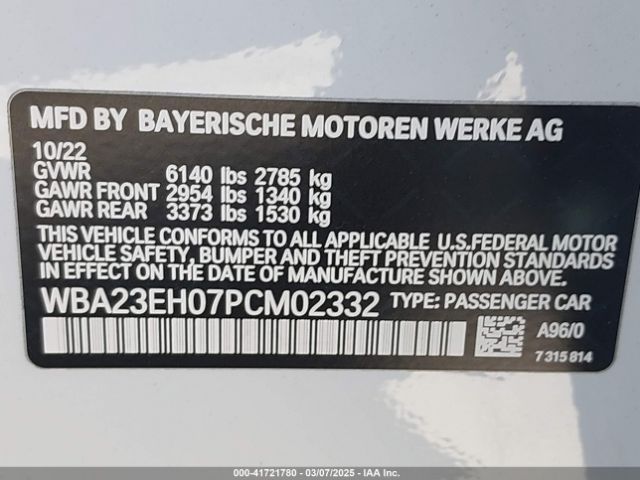 MFD BY BAYERISCHE MOTOREN WERKE AG
10/22
GVWR 6140 lbs 2785 kg
GAWR FRONT 2954 lbs 1340 kg
GAWR REAR 3373 lbs 1530 kg
THIS VEHICLE CONFORMS TO ALL APPLICABLE U.S.FEDERAL MOTOR
VEHICLE SAFETY, BUMPER, AND THEFT PREVENTION STANDARDS
IN EFFECT ON THE DATE OF MANUFACTURE SHOWN ABOVE.
WBA23EH07PCM02332 TYPE: PASSENGER CAR
A96/0
7315814
000-41721780 — 03/07/2025 — IAA Inc.